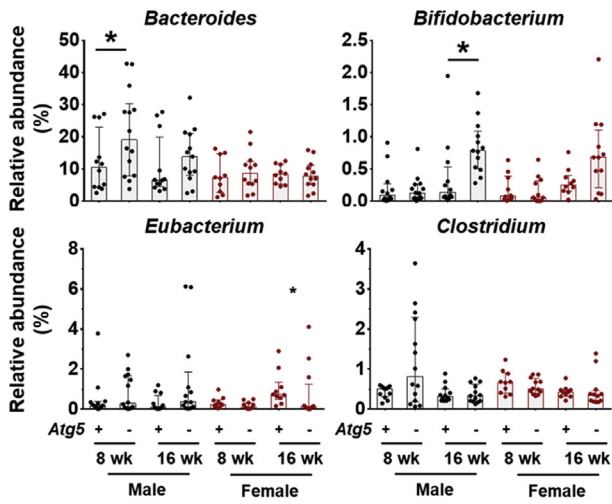 Bacteroides
Bifidobacterium
Relative abundance
(%)
50
40
30
20
10
0
*
2.5
2.0
1.5
1.0
0.5
0.0
*
Eubacterium
Clostridium
Relative abundance
(%)
8
6
4
2
0
*
4
3
2
1
0
Atg5 + - + - + - + -
8 wk 16 wk 8 wk 16 wk
Male Female
+ - + - + - + -
8 wk 16 wk 8 wk 16 wk
Male Female